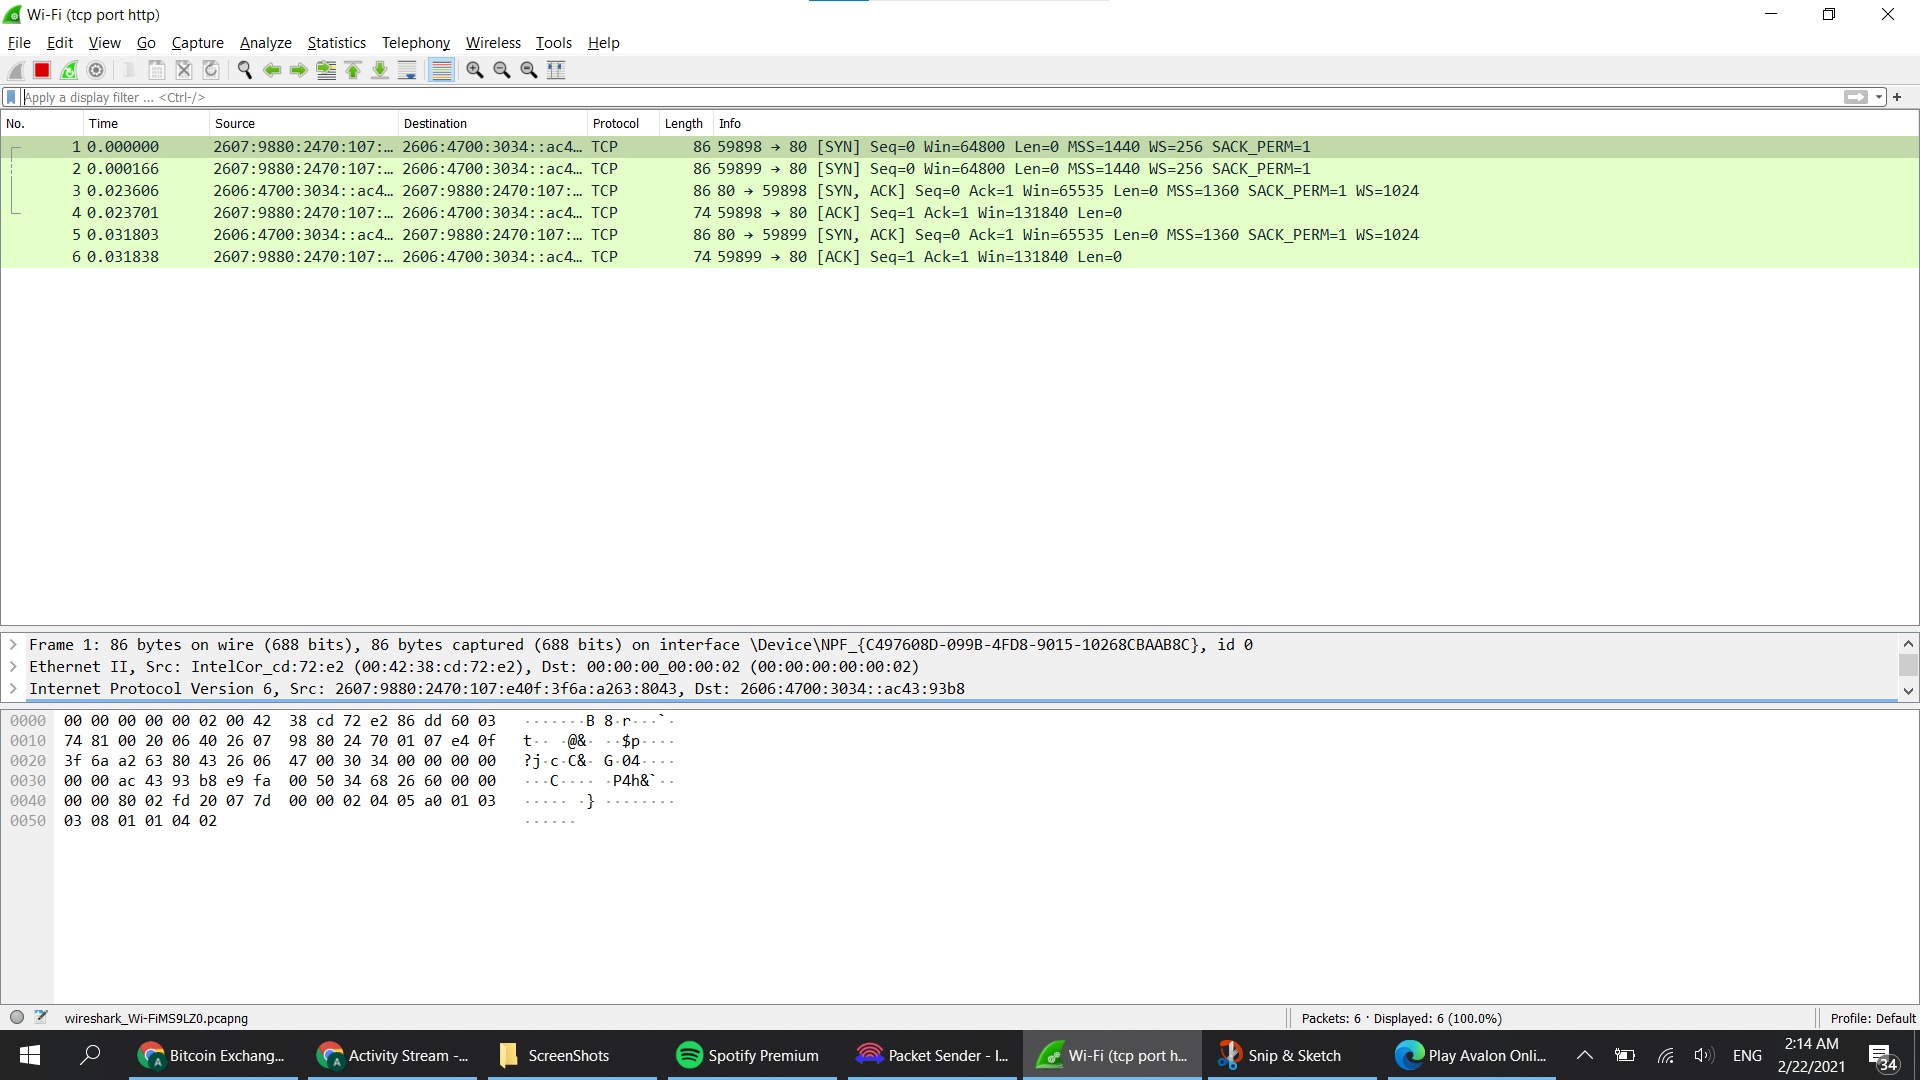 Wi-Fi (tcp port http)
File Edit View Go Capture Analyze Statistics Telephony Wireless Tools Help
Apply a display filter ... <Ctrl-/>
No. Time Source Destination Protocol Length Info
1 0.000000 2607:9880:2470:107:... 2606:4700:3034::ac4... TCP 86 59898 → 80 [SYN] Seq=0 Win=64800 Len=0 MSS=1440 WS=256 SACK_PERM=1
2 0.000166 2607:9880:2470:107:... 2606:4700:3034::ac4... TCP 86 59899 → 80 [SYN] Seq=0 Win=64800 Len=0 MSS=1440 WS=256 SACK_PERM=1
3 0.023606 2606:4700:3034::ac4... 2607:9880:2470:107:... TCP 86 80 → 59898 [SYN, ACK] Seq=0 Ack=1 Win=65535 Len=0 MSS=1360 SACK_PERM=1 WS=1024
4 0.023701 2607:9880:2470:107:... 2606:4700:3034::ac4... TCP 74 59898 → 80 [ACK] Seq=1 Ack=1 Win=131840 Len=0
5 0.031803 2606:4700:3034::ac4... 2607:9880:2470:107:... TCP 86 80 → 59899 [SYN, ACK] Seq=0 Ack=1 Win=65535 Len=0 MSS=1360 SACK_PERM=1 WS=1024
6 0.031838 2607:9880:2470:107:... 2606:4700:3034::ac4... TCP 74 59899 → 80 [ACK] Seq=1 Ack=1 Win=131840 Len=0
Frame 1: 86 bytes on wire (688 bits), 86 bytes captured (688 bits) on interface \Device\NPF_{C497608D-099B-4FD8-9015-10268CBAAB8C}, id 0
Ethernet II, Src: IntelCor_cd:72:e2 (00:42:38:cd:72:e2), Dst: 00:00:00_00:00:02 (00:00:00:00:00:02)
Internet Protocol Version 6, Src: 2607:9880:2470:107:e40f:3f6a:a263:8043, Dst: 2606:4700:3034::ac43:93b8
0000 00 00 00 00 00 02 00 42 38 cd 72 e2 86 dd 60 03 ·······B 8·r···`·
0010 74 81 00 20 06 40 26 07 98 80 24 70 01 07 e4 0f t·· ·@&· ··$p····
0020 3f 6a a2 63 80 43 26 06 47 00 30 34 00 00 00 00 ?j·c·C&· G·04····
0030 00 00 ac 43 93 b8 e9 fa 00 50 34 68 26 60 00 00 ···C···· ·P4h&`··
0040 00 00 80 02 fd 20 07 7d 00 00 02 04 05 a0 01 03 ····· ·} ········
0050 03 08 01 01 04 02 ······
wireshark_Wi-FiMS9LZ0.pcapng Packets: 6 · Displayed: 6 (100.0%) Profile: Default
Bitcoin Exchang... Activity Stream -... ScreenShots Spotify Premium Packet Sender - I... Wi-Fi (tcp port h... Snip & Sketch Play Avalon Onli... ENG 2:14 AM
2/22/2021 34